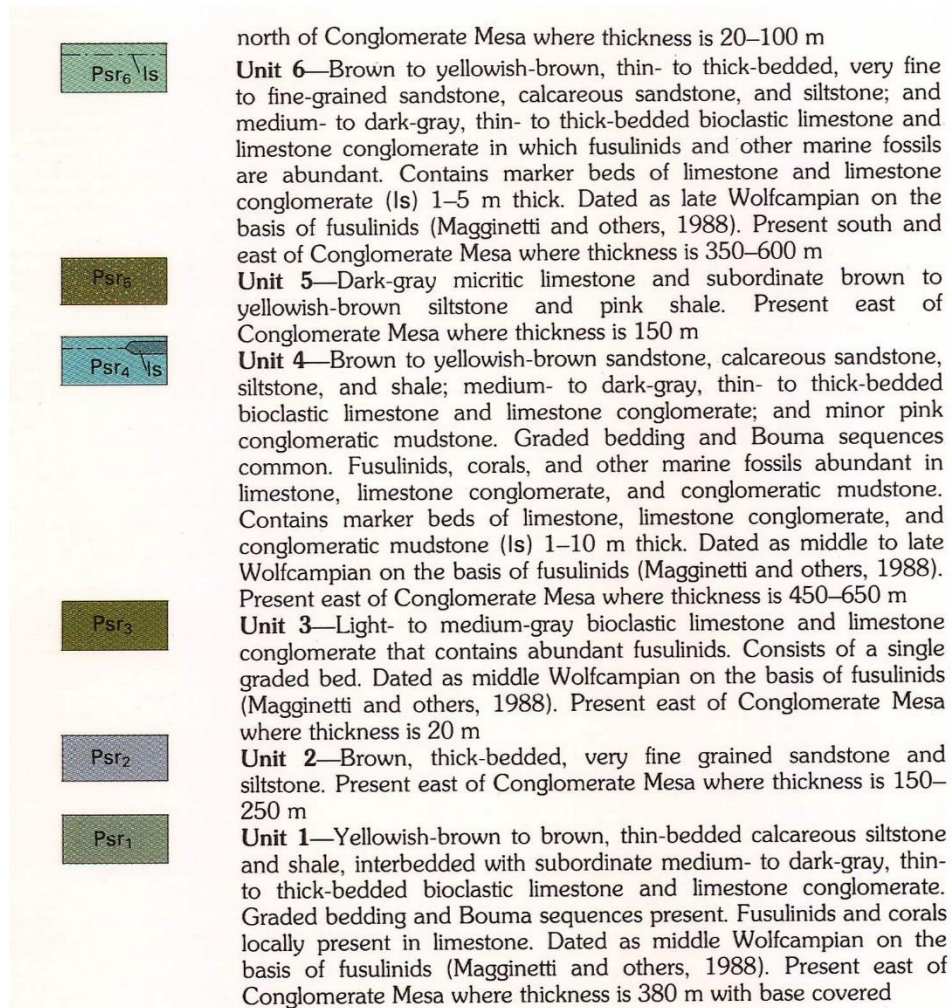 north of Conglomerate Mesa where thickness is 20–100 m
Psr₆ ls
Unit 6—Brown to yellowish-brown, thin- to thick-bedded, very fine
to fine-grained sandstone, calcareous sandstone, and siltstone; and
medium- to dark-gray, thin- to thick-bedded bioclastic limestone and
limestone conglomerate in which fusulinids and other marine fossils
are abundant. Contains marker beds of limestone and limestone
conglomerate (ls) 1–5 m thick. Dated as late Wolfcampian on the
basis of fusulinids (Magginetti and others, 1988). Present south and
east of Conglomerate Mesa where thickness is 350–600 m
Psr₅
Unit 5—Dark-gray micritic limestone and subordinate brown to
yellowish-brown siltstone and pink shale. Present east of
Conglomerate Mesa where thickness is 150 m
Psr₄ ls
Unit 4—Brown to yellowish-brown sandstone, calcareous sandstone,
siltstone, and shale; medium- to dark-gray, thin- to thick-bedded
bioclastic limestone and limestone conglomerate; and minor pink
conglomeratic mudstone. Graded bedding and Bouma sequences
common. Fusulinids, corals, and other marine fossils abundant in
limestone, limestone conglomerate, and conglomeratic mudstone.
Contains marker beds of limestone, limestone conglomerate, and
conglomeratic mudstone (ls) 1–10 m thick. Dated as middle to late
Wolfcampian on the basis of fusulinids (Magginetti and others, 1988).
Present east of Conglomerate Mesa where thickness is 450–650 m
Psr₃
Unit 3—Light- to medium-gray bioclastic limestone and limestone
conglomerate that contains abundant fusulinids. Consists of a single
graded bed. Dated as middle Wolfcampian on the basis of fusulinids
(Magginetti and others, 1988). Present east of Conglomerate Mesa
where thickness is 20 m
Psr₂
Unit 2—Brown, thick-bedded, very fine grained sandstone and
siltstone. Present east of Conglomerate Mesa where thickness is 150–
250 m
Psr₁
Unit 1—Yellowish-brown to brown, thin-bedded calcareous siltstone
and shale, interbedded with subordinate medium- to dark-gray, thin-
to thick-bedded bioclastic limestone and limestone conglomerate.
Graded bedding and Bouma sequences present. Fusulinids and corals
locally present in limestone. Dated as middle Wolfcampian on the
basis of fusulinids (Magginetti and others, 1988). Present east of
Conglomerate Mesa where thickness is 380 m with base covered